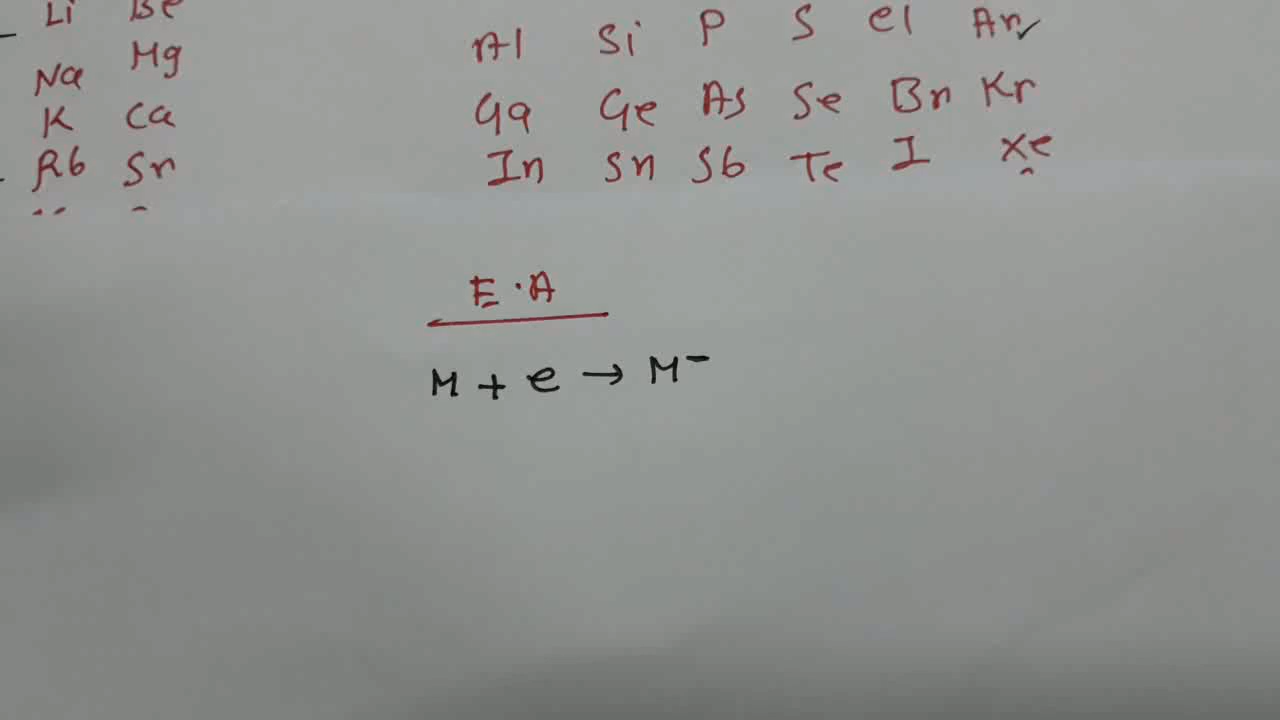 Li Be
Na Mg Al Si P S Cl Ar
K Ca Ga Ge As Se Br Kr
Rb Sr In Sn Sb Te I Xe
E.A
M + e → M⁻